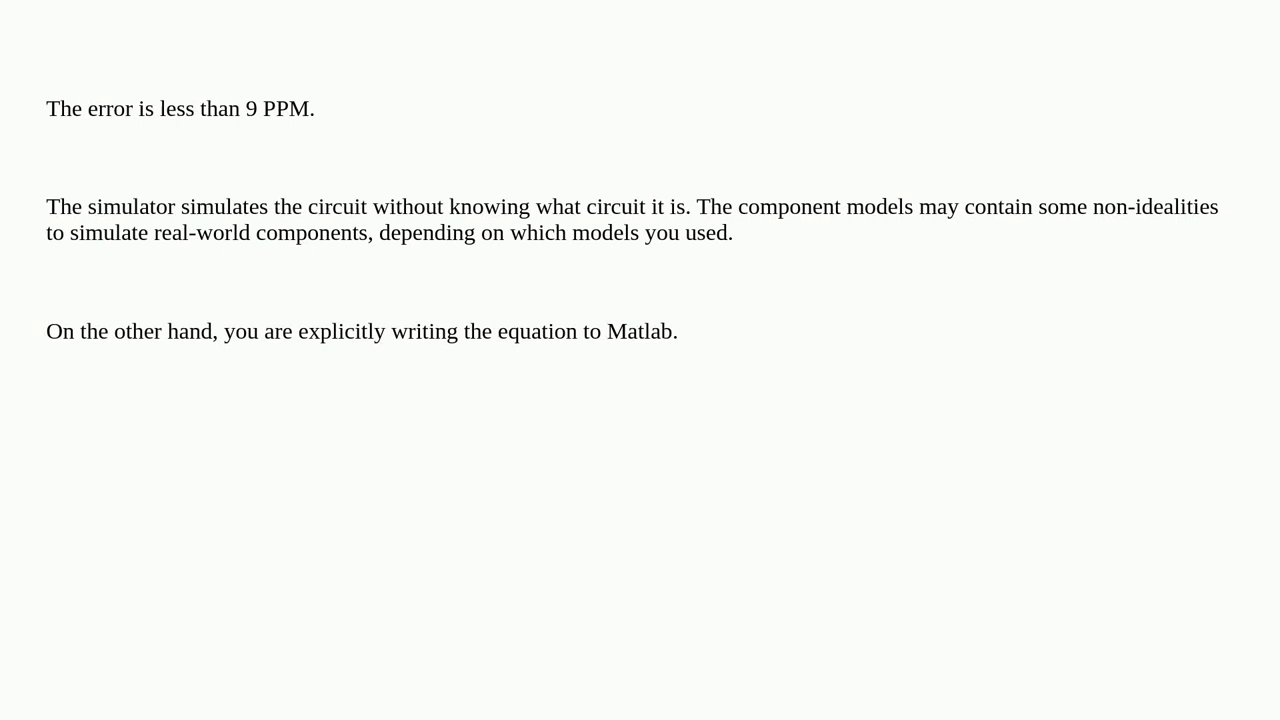 The error is less than 9 PPM.
The simulator simulates the circuit without knowing what circuit it is. The component models may contain some non-idealities
to simulate real-world components, depending on which models you used.
On the other hand, you are explicitly writing the equation to Matlab.